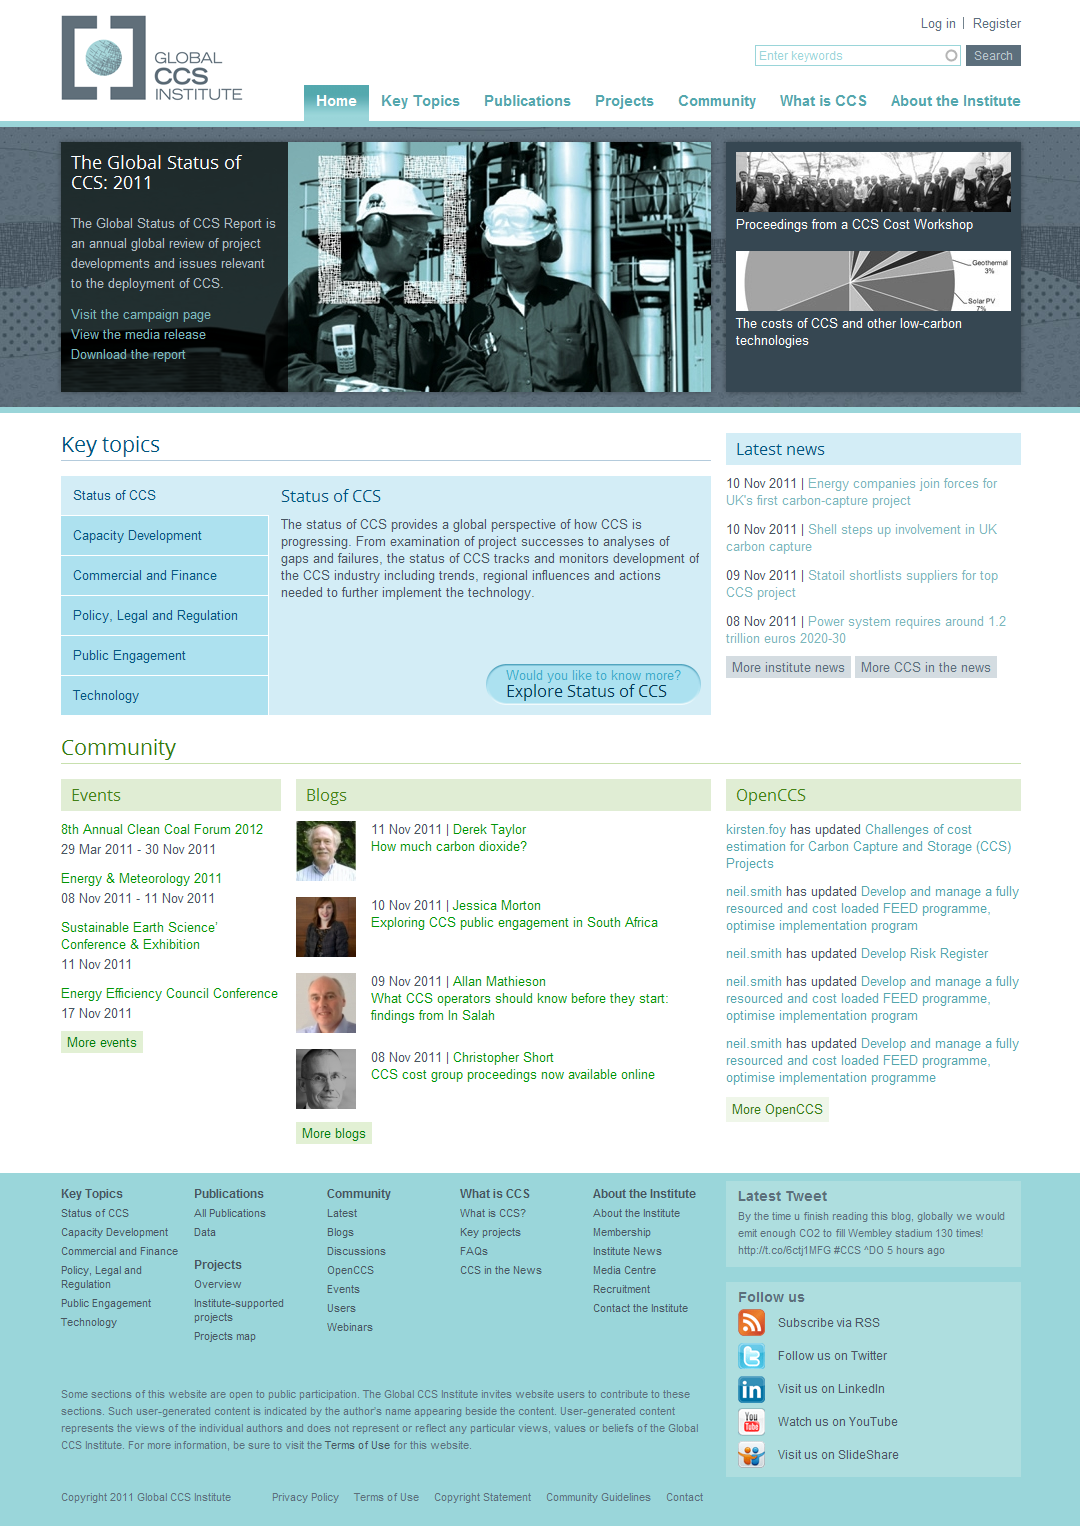 GLOBAL
CCS
INSTITUTE
Log in | Register
Enter keywords
Search
Home
Key Topics
Publications
Projects
Community
What is CCS
About the Institute
The Global Status of
CCS: 2011
The Global Status of CCS Report is
an annual global review of project
developments and issues relevant
to the deployment of CCS.
Visit the campaign page
View the media release
Download the report
Proceedings from a CCS Cost Workshop
Geothermal
3%
Solar PV
7%
The costs of CCS and other low-carbon
technologies
Key topics
Status of CCS
Capacity Development
Commercial and Finance
Policy, Legal and Regulation
Public Engagement
Technology
Status of CCS
The status of CCS provides a global perspective of how CCS is
progressing. From examination of project successes to analyses of
gaps and failures, the status of CCS tracks and monitors development of
the CCS industry including trends, regional influences and actions
needed to further implement the technology.
Would you like to know more?
Explore Status of CCS
Latest news
10 Nov 2011 | Energy companies join forces for
UK's first carbon-capture project
10 Nov 2011 | Shell steps up involvement in UK
carbon capture
09 Nov 2011 | Statoil shortlists suppliers for top
CCS project
08 Nov 2011 | Power system requires around 1.2
trillion euros 2020-30
More institute news
More CCS in the news
Community
Events
8th Annual Clean Coal Forum 2012
29 Mar 2011 - 30 Nov 2011
Energy & Meteorology 2011
08 Nov 2011 - 11 Nov 2011
Sustainable Earth Science'
Conference & Exhibition
11 Nov 2011
Energy Efficiency Council Conference
17 Nov 2011
More events
Blogs
11 Nov 2011 | Derek Taylor
How much carbon dioxide?
10 Nov 2011 | Jessica Morton
Exploring CCS public engagement in South Africa
09 Nov 2011 | Allan Mathieson
What CCS operators should know before they start:
findings from In Salah
08 Nov 2011 | Christopher Short
CCS cost group proceedings now available online
More blogs
OpenCCS
kirsten.foy has updated Challenges of cost
estimation for Carbon Capture and Storage (CCS)
Projects
neil.smith has updated Develop and manage a fully
resourced and cost loaded FEED programme,
optimise implementation program
neil.smith has updated Develop Risk Register
neil.smith has updated Develop and manage a fully
resourced and cost loaded FEED programme,
optimise implementation program
neil.smith has updated Develop and manage a fully
resourced and cost loaded FEED programme,
optimise implementation programme
More OpenCCS
Key Topics
Status of CCS
Capacity Development
Commercial and Finance
Policy, Legal and
Regulation
Public Engagement
Technology
Publications
All Publications
Data
Projects
Overview
Institute-supported
projects
Projects map
Community
Latest
Blogs
Discussions
OpenCCS
Events
Users
Webinars
What is CCS
What is CCS?
Key projects
FAQs
CCS in the News
About the Institute
About the Institute
Membership
Institute News
Media Centre
Recruitment
Contact the Institute
Latest Tweet
By the time u finish reading this blog, globally we would
emit enough CO2 to fill Wembley stadium 130 times!
http://t.co/6ctj1MFG #CCS ^DO 5 hours ago
Follow us
Subscribe via RSS
Follow us on Twitter
in
Visit us on LinkedIn
You
Tube
Watch us on YouTube
Visit us on SlideShare
Some sections of this website are open to public participation. The Global CCS Institute invites website users to contribute to these
sections. Such user-generated content is indicated by the author's name appearing beside the content. User-generated content
represents the views of the individual authors and does not represent or reflect any particular views, values or beliefs of the Global
CCS Institute. For more information, be sure to visit the Terms of Use for this website.
Copyright 2011 Global CCS Institute
Privacy Policy
Terms of Use
Copyright Statement
Community Guidelines
Contact